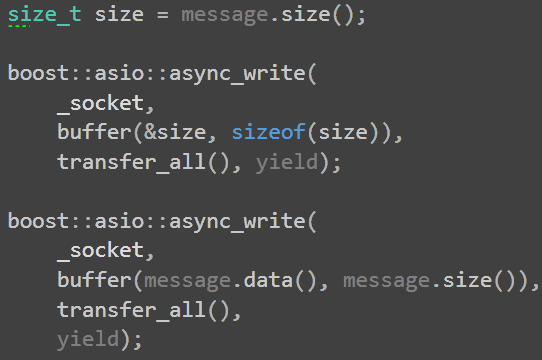 size_t size = message.size();
boost::asio::async_write(
_socket,
buffer(&size, sizeof(size)),
transfer_all(), yield);
boost::asio::async_write(
_socket,
buffer(message.data(), message.size()),
transfer_all(),
yield);